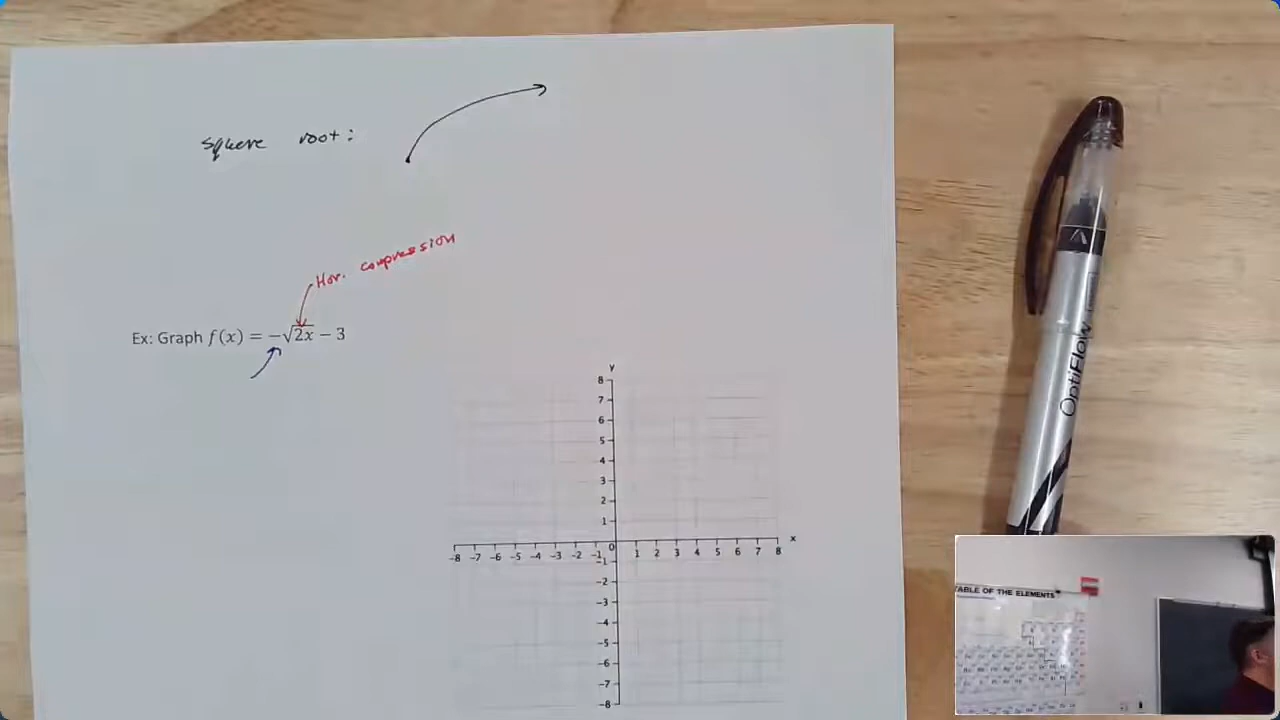 square root:
Hor. compression
Ex: Graph f(x) = −√2x − 3
y
8
7
6
5
4
3
2
1
-8 -7 -6 -5 -4 -3 -2 -1 0 1 2 3 4 5 6 7 8 x
-1
-2
-3
-4
-5
-6
-7
-8
OptiFlow
TABLE OF THE ELEMENTS